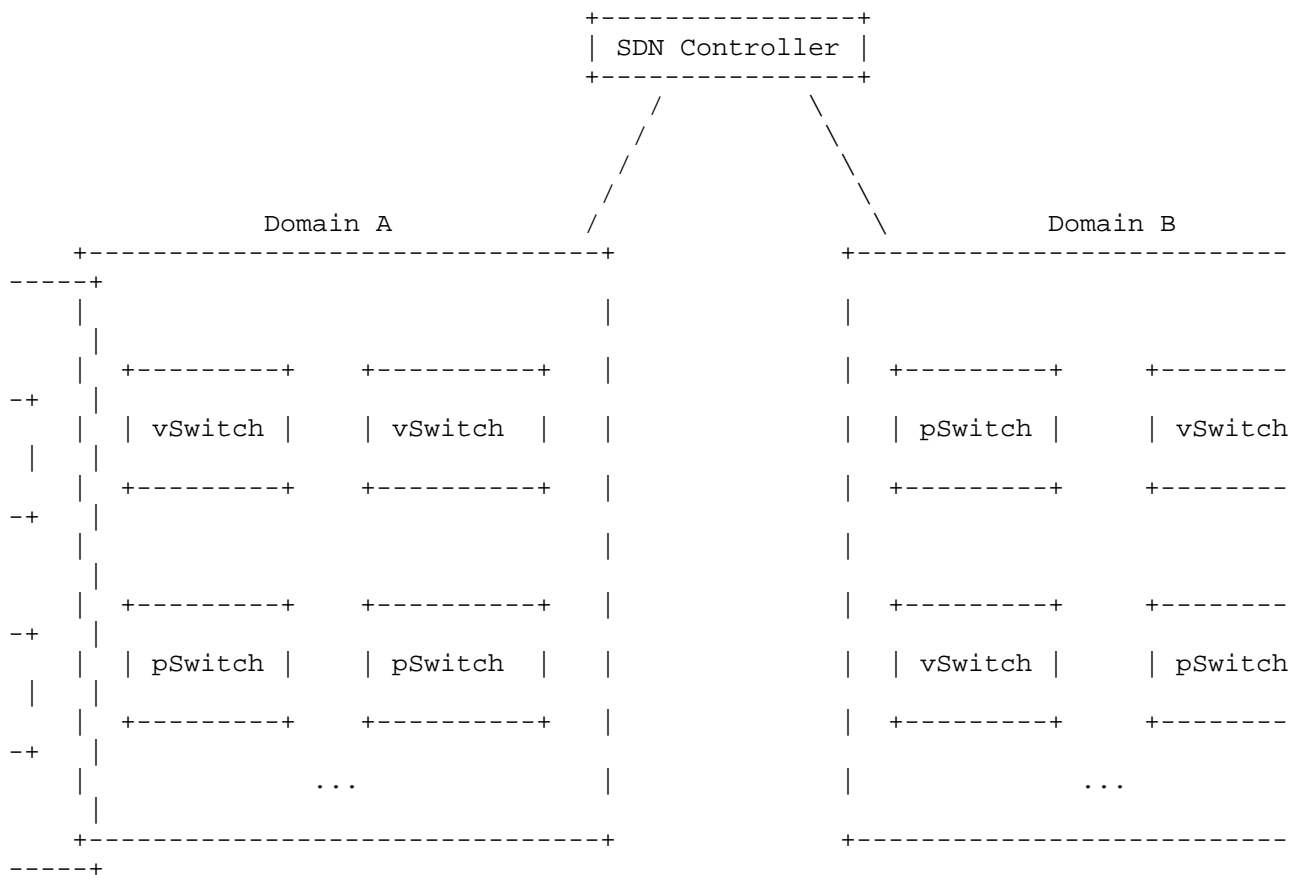 SDN Controller
Domain A Domain B
vSwitch vSwitch pSwitch vSwitch
pSwitch pSwitch vSwitch pSwitch
... ...